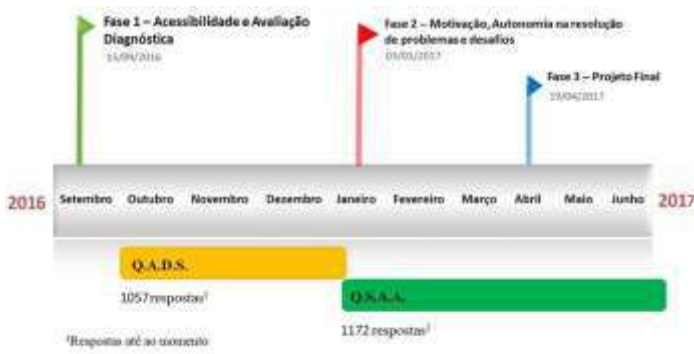 Fase 1 – Acessibilidade e Avaliação
Diagnóstica
15/09/2016
Fase 2 – Motivação, Autonomia na resolução
de problemas e desafios
03/01/2017
Fase 3 – Projeto Final
19/04/2017
2016 Setembro Outubro Novembro Dezembro Janeiro Fevereiro Março Abril Maio Junho 2017
Q.A.D.S.
1057 respostas¹
Q.S.A.A.
1172 respostas¹
¹Respostas até ao momento